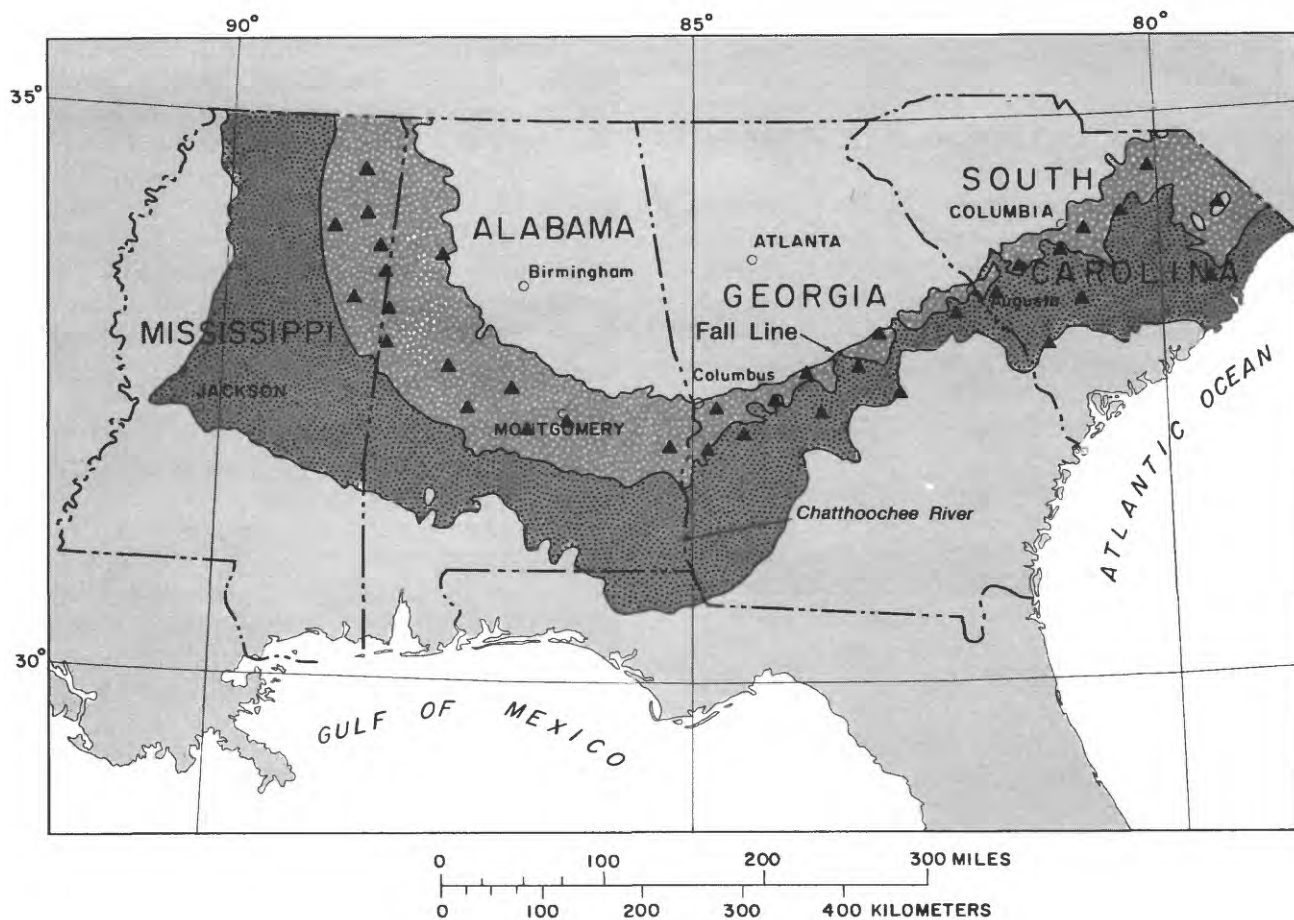 90°
85°
80°
35°
SOUTH
COLUMBIA
ALABAMA
ATLANTA
Birmingham
CAROLINA
GEORGIA
Augusta
MISSISSIPPI
Fall Line
Columbus
JACKSON
MONTGOMERY
Chatthoochee River
ATLANTIC OCEAN
30°
GULF OF MEXICO
0 100 200 300 MILES
0 100 200 300 400 KILOMETERS